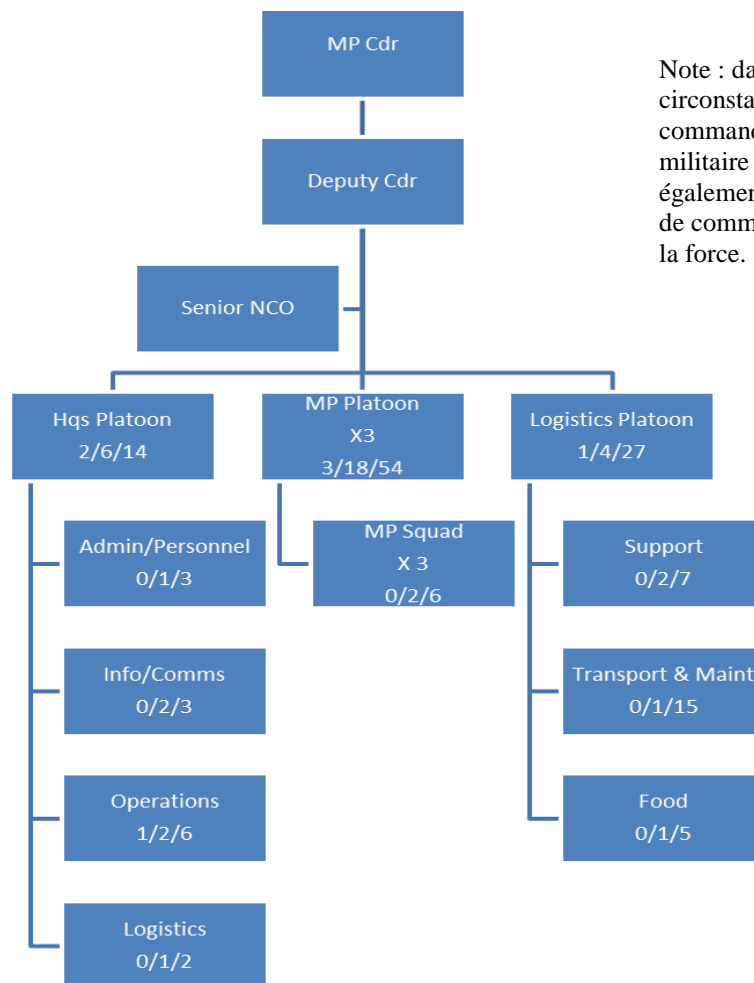 MP Cdr
Deputy Cdr
Senior NCO
Hqs Platoon
2/6/14
MP Platoon
X3
3/18/54
Logistics Platoon
1/4/27
Admin/Personnel
0/1/3
MP Squad
X 3
0/2/6
Support
0/2/7
Info/Comms
0/2/3
Transport & Maint
0/1/15
Operations
1/2/6
Food
0/1/5
Logistics
0/1/2
Note : da
circonsta
command
militaire
égalemen
de comm
la force.